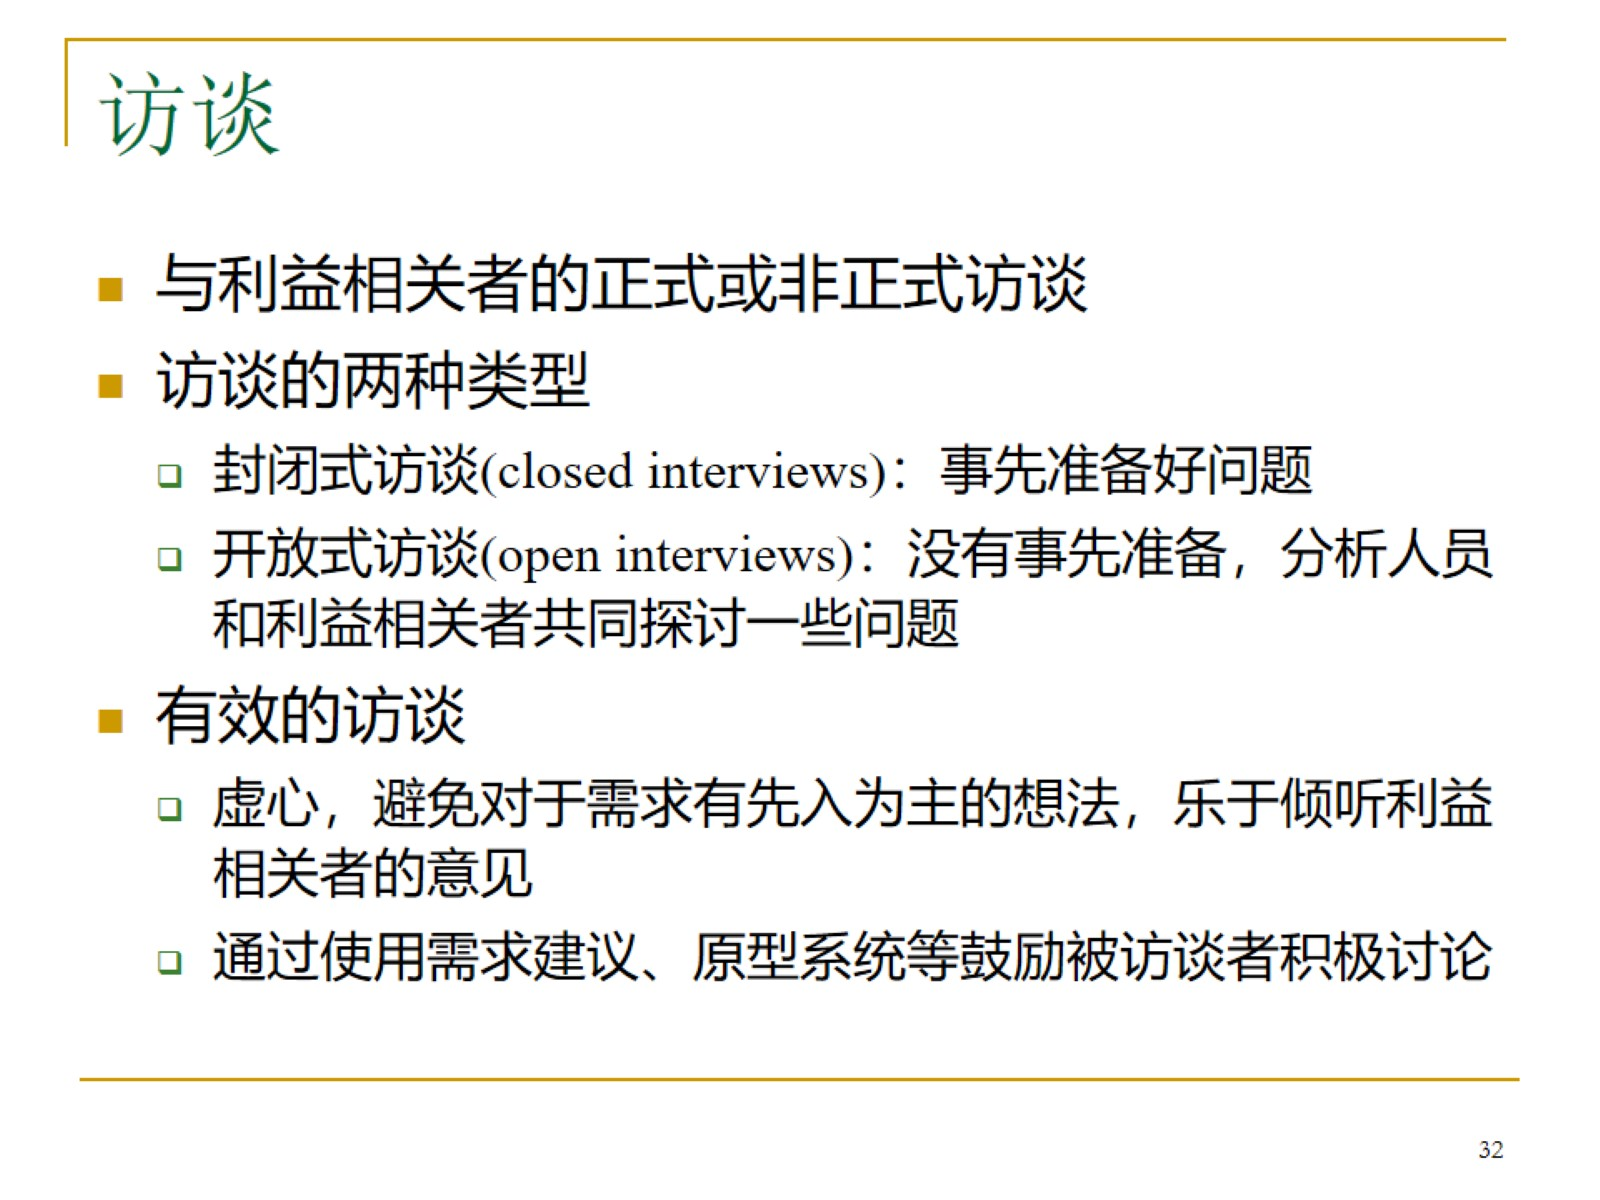 访谈
与利益相关者的正式或非正式访谈
访谈的两种类型
封闭式访谈(closed interviews)：事先准备好问题
开放式访谈(open interviews)：没有事先准备，分析人员
和利益相关者共同探讨一些问题
有效的访谈
虚心，避免对于需求有先入为主的想法，乐于倾听利益
相关者的意见
通过使用需求建议、原型系统等鼓励被访谈者积极讨论
32